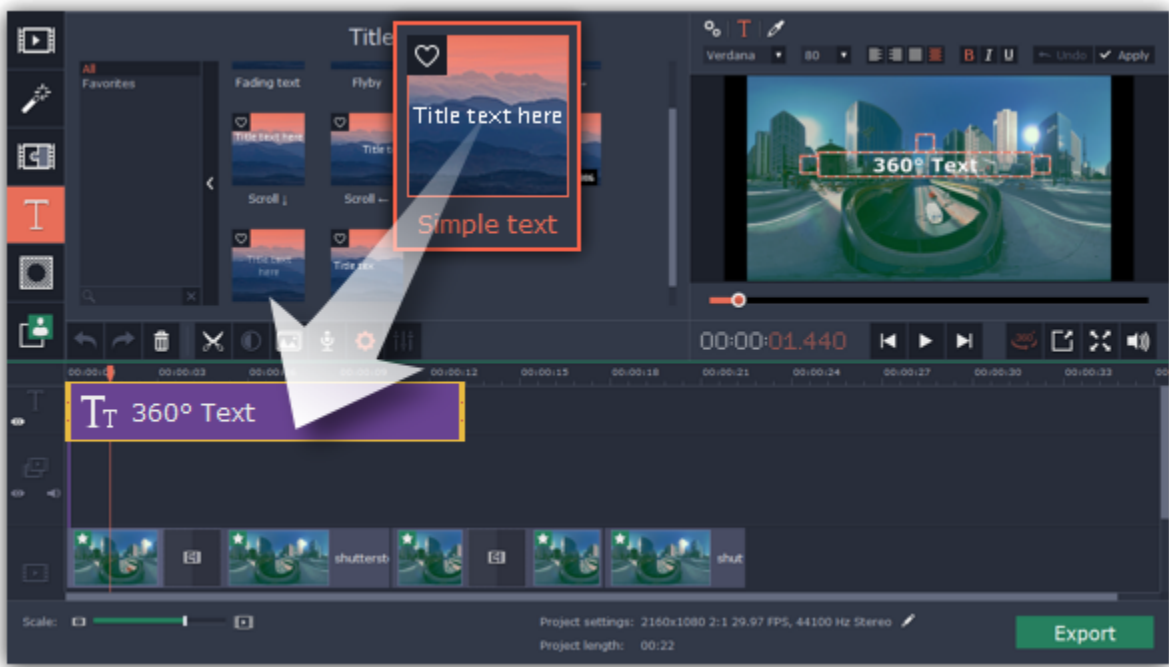 Title
All
Favorites
Fading text
Flyby
Title text here
Simple text
Title text here
Scroll ↓
Scroll ←
Title text
here
Verdana
80
B I U
Undo
Apply
360° Text
00:00:01.440
360°
00:00:03
00:00:12
00:00:15
00:00:18
00:00:21
00:00:24
00:00:27
00:00:30
00:00:33
T
Tт 360° Text
shutterst
shut
Scale:
Project settings: 2160x1080 2:1 29.97 FPS, 44100 Hz Stereo
Project length: 00:22
Export